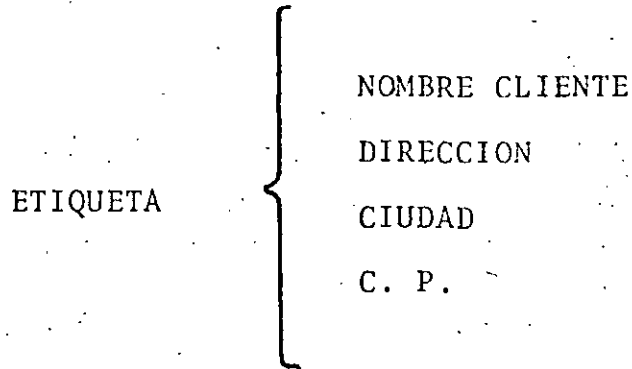 NOMBRE CLIENTE
DIRECCION
ETIQUETA
CIUDAD
C. P.